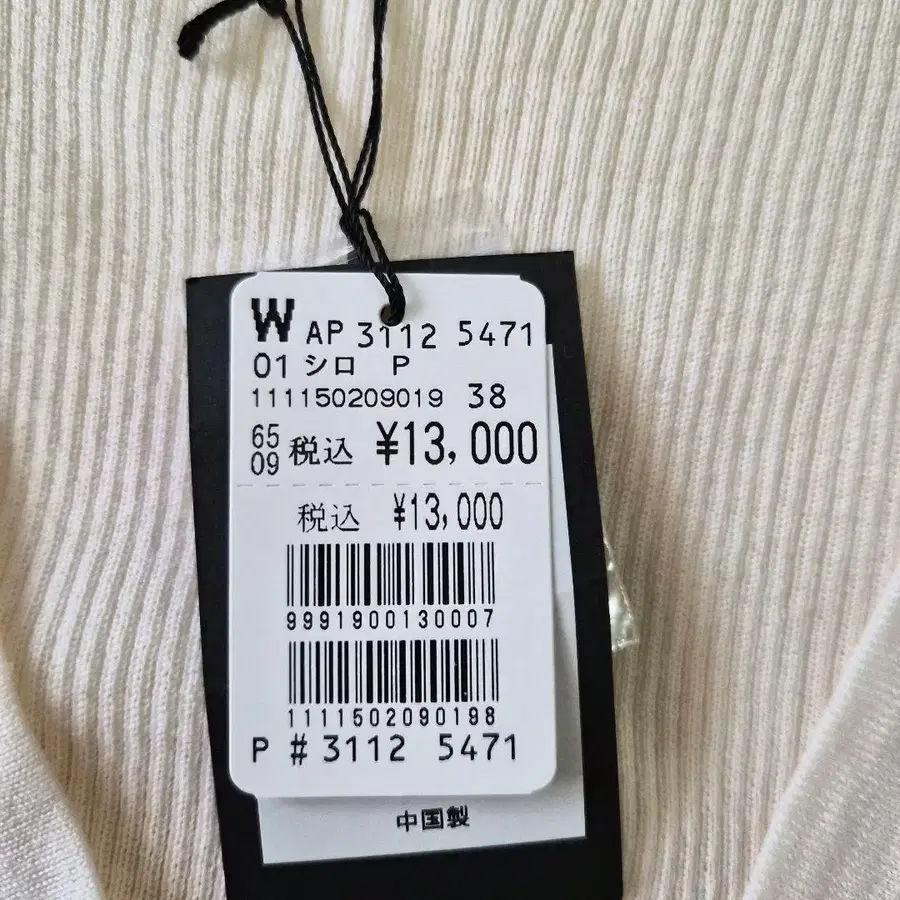 W AP 3112 5471
01 シロ P
111150209019 38
65
09 税込 ¥13,000
税込 ¥13,000
9991900130007
1111502090198
P # 3112 5471
中国製